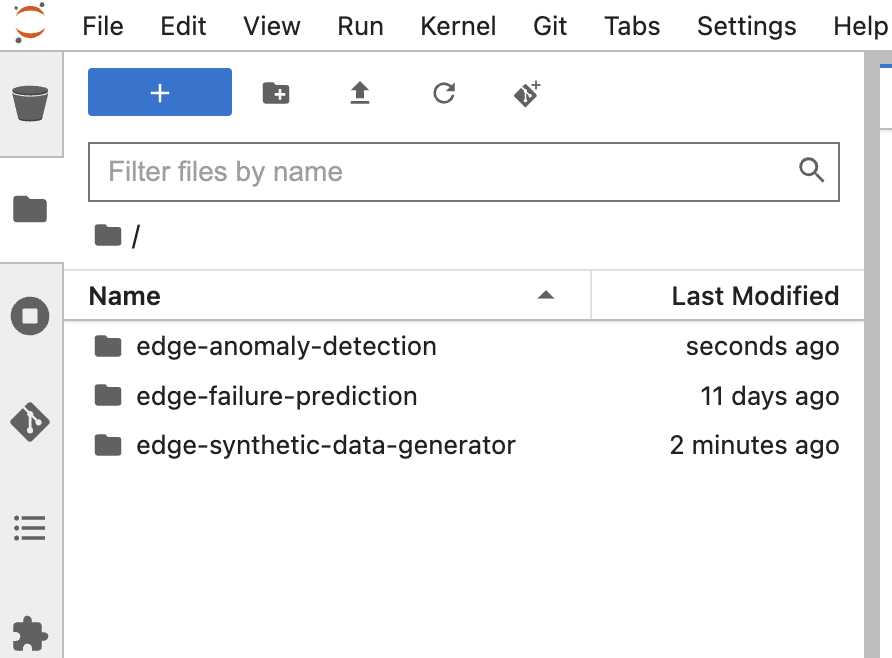 File Edit View Run Kernel Git Tabs Settings Help
Filter files by name
/
Name Last Modified
edge-anomaly-detection seconds ago
edge-failure-prediction 11 days ago
edge-synthetic-data-generator 2 minutes ago